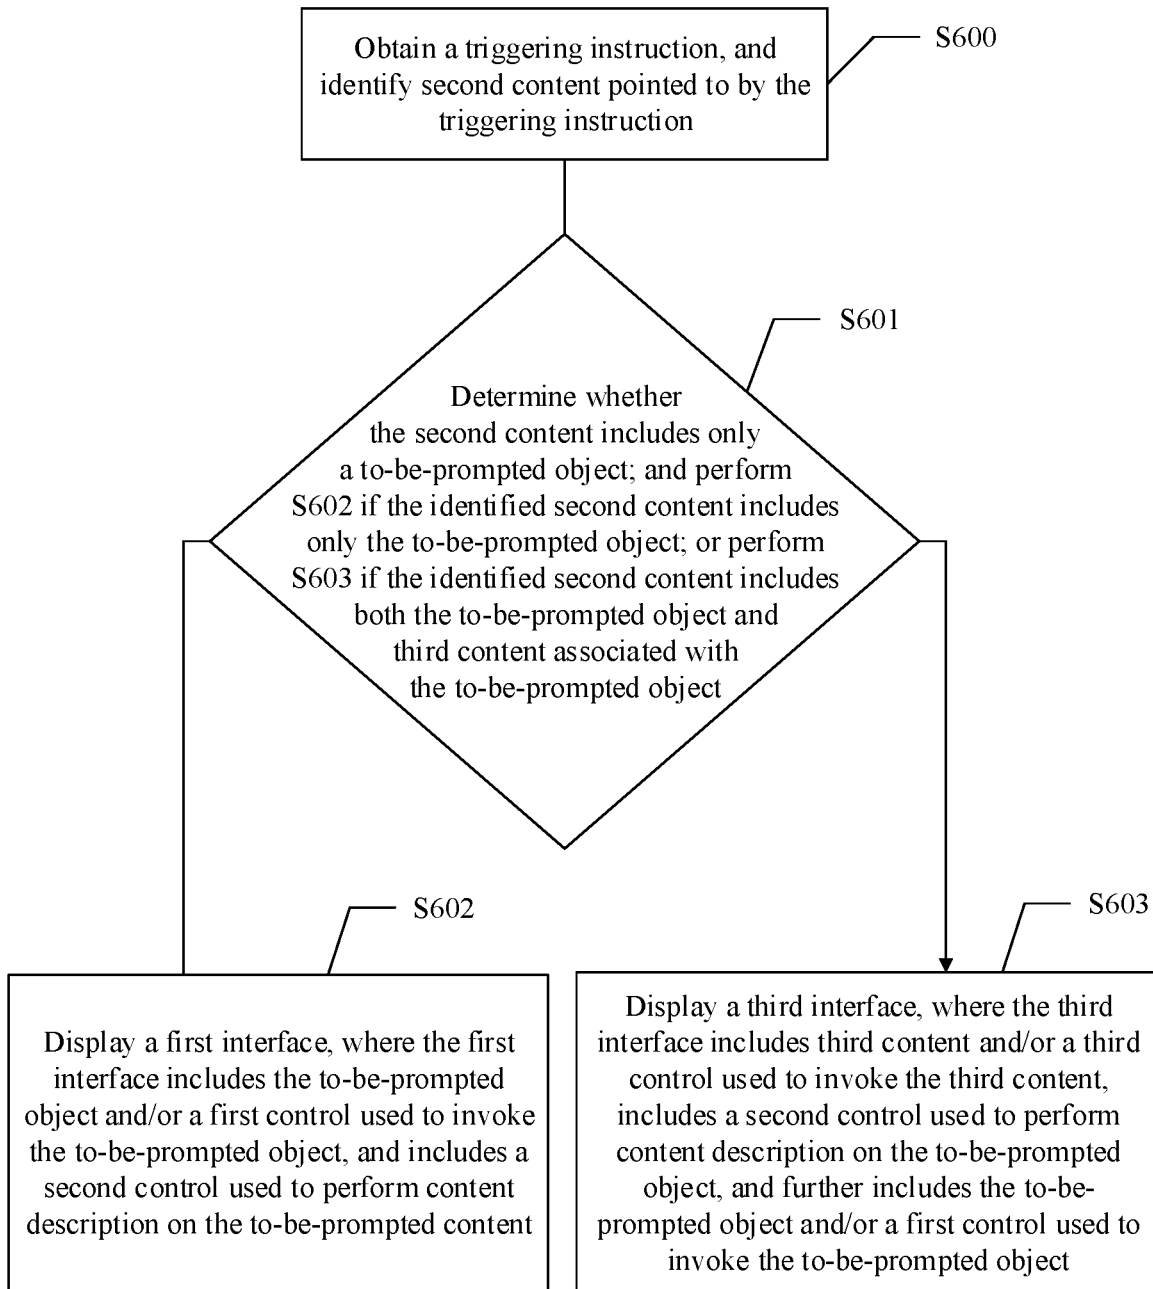 Obtain a triggering instruction, and
identify second content pointed to by the
triggering instruction
S600
S601
Determine whether
the second content includes only
a to-be-prompted object; and perform
S602 if the identified second content includes
only the to-be-prompted object; or perform
S603 if the identified second content includes
both the to-be-prompted object and
third content associated with
the to-be-prompted object
S602
Display a first interface, where the first
interface includes the to-be-prompted
object and/or a first control used to invoke
the to-be-prompted object, and includes a
second control used to perform content
description on the to-be-prompted content
S603
Display a third interface, where the third
interface includes third content and/or a third
control used to invoke the third content,
includes a second control used to perform
content description on the to-be-prompted
object, and further includes the to-be-
prompted object and/or a first control used to
invoke the to-be-prompted object